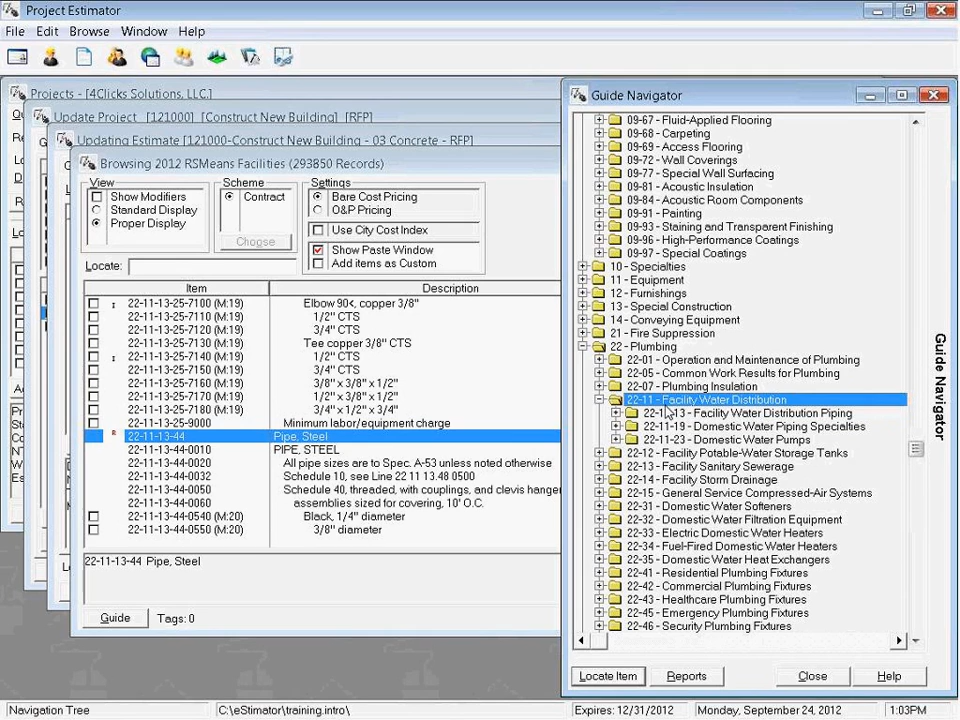 Project Estimator
File Edit Browse Window Help
Projects - [4Clicks Solutions, LLC.]
Update Project [121000] [Construct New Building] [RFP]
Updating Estimate [121000-Construct New Building - 03 Concrete - RFP]
Browsing 2012 RSMeans Facilities (293850 Records)
View
Show Modifiers
Standard Display
Proper Display
Scheme
Contract
Choose
Settings
Bare Cost Pricing
O&P Pricing
Use City Cost Index
Show Paste Window
Add items as Custom
Locate:
Item Description
22-11-13-25-7100 (M:19) Elbow 90<, copper 3/8"
22-11-13-25-7110 (M:19) 1/2" CTS
22-11-13-25-7120 (M:19) 3/4" CTS
22-11-13-25-7130 (M:19) Tee copper 3/8" CTS
22-11-13-25-7140 (M:19) 1/2" CTS
22-11-13-25-7150 (M:19) 3/4" CTS
22-11-13-25-7160 (M:19) 3/8" x 3/8" x 1/2"
22-11-13-25-7170 (M:19) 1/2" x 3/8" x 1/2"
22-11-13-25-7180 (M:19) 3/4" x 1/2" x 1/2"
22-11-13-25-9000 Minimum labor/equipment charge
22-11-13-44 Pipe, Steel
22-11-13-44-0010 PIPE, STEEL
22-11-13-44-0020 All pipe sizes are to Spec. A-53 unless noted otherwise
22-11-13-44-0032 Schedule 10, see Line 22 11 13.48 0500
22-11-13-44-0050 Schedule 40, threaded, with couplings, and clevis hanger
22-11-13-44-0060 assemblies sized for covering, 10' O.C.
22-11-13-44-0540 (M:20) Black, 1/4" diameter
22-11-13-44-0550 (M:20) 3/8" diameter
22-11-13-44 Pipe, Steel
Guide Tags: 0
Guide Navigator
09-67 - Fluid-Applied Flooring
09-68 - Carpeting
09-69 - Access Flooring
09-72 - Wall Coverings
09-77 - Special Wall Surfacing
09-81 - Acoustic Insulation
09-84 - Acoustic Room Components
09-91 - Painting
09-93 - Staining and Transparent Finishing
09-96 - High-Performance Coatings
09-97 - Special Coatings
10 - Specialties
11 - Equipment
12 - Furnishings
13 - Special Construction
14 - Conveying Equipment
21 - Fire Suppression
22 - Plumbing
22-01 - Operation and Maintenance of Plumbing
22-05 - Common Work Results for Plumbing
22-07 - Plumbing Insulation
22-11 - Facility Water Distribution
22-11-13 - Facility Water Distribution Piping
22-11-19 - Domestic Water Piping Specialties
22-11-23 - Domestic Water Pumps
22-12 - Facility Potable-Water Storage Tanks
22-13 - Facility Sanitary Sewerage
22-14 - Facility Storm Drainage
22-15 - General Service Compressed-Air Systems
22-31 - Domestic Water Softeners
22-32 - Domestic Water Filtration Equipment
22-33 - Electric Domestic Water Heaters
22-34 - Fuel-Fired Domestic Water Heaters
22-35 - Domestic Water Heat Exchangers
22-41 - Residential Plumbing Fixtures
22-42 - Commercial Plumbing Fixtures
22-43 - Healthcare Plumbing Fixtures
22-45 - Emergency Plumbing Fixtures
22-46 - Security Plumbing Fixtures
Guide Navigator
Locate Item Reports Close Help
Navigation Tree C:\eStimator\training.intro\ Expires: 12/31/2012 Monday, September 24, 2012 1:03PM